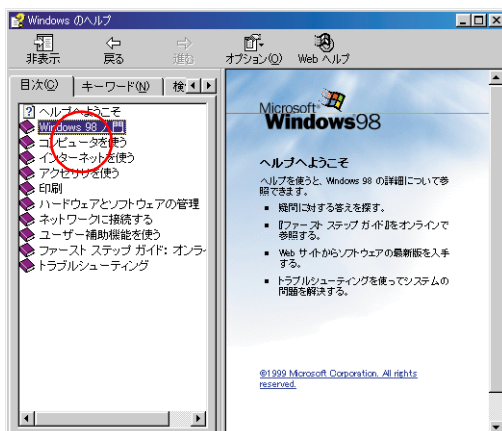 Windows のヘルプ
非表示 戻る 進む オプション(O) Web ヘルプ
目次(C) キーワード(N) 検
ヘルプへようこそ
Windows 98 入門
コンピュータを使う
インターネットを使う
アクセサリを使う
印刷
ハードウェアとソフトウェアの管理
ネットワークに接続する
ユーザー補助機能を使う
ファースト ステップ ガイド: オンラ
トラブルシューティング
Microsoft
Windows98
ヘルプへようこそ
ヘルプを使うと、Windows 98 の詳細について参
照できます。
疑問に対する答えを探す。
『ファースト ステップ ガイド』をオンラインで
参照する。
Web サイトからソフトウェアの最新版を入手
する。
トラブルシューティングを使ってシステムの
問題を解決する。
©1999 Microsoft Corporation. All rights
reserved.